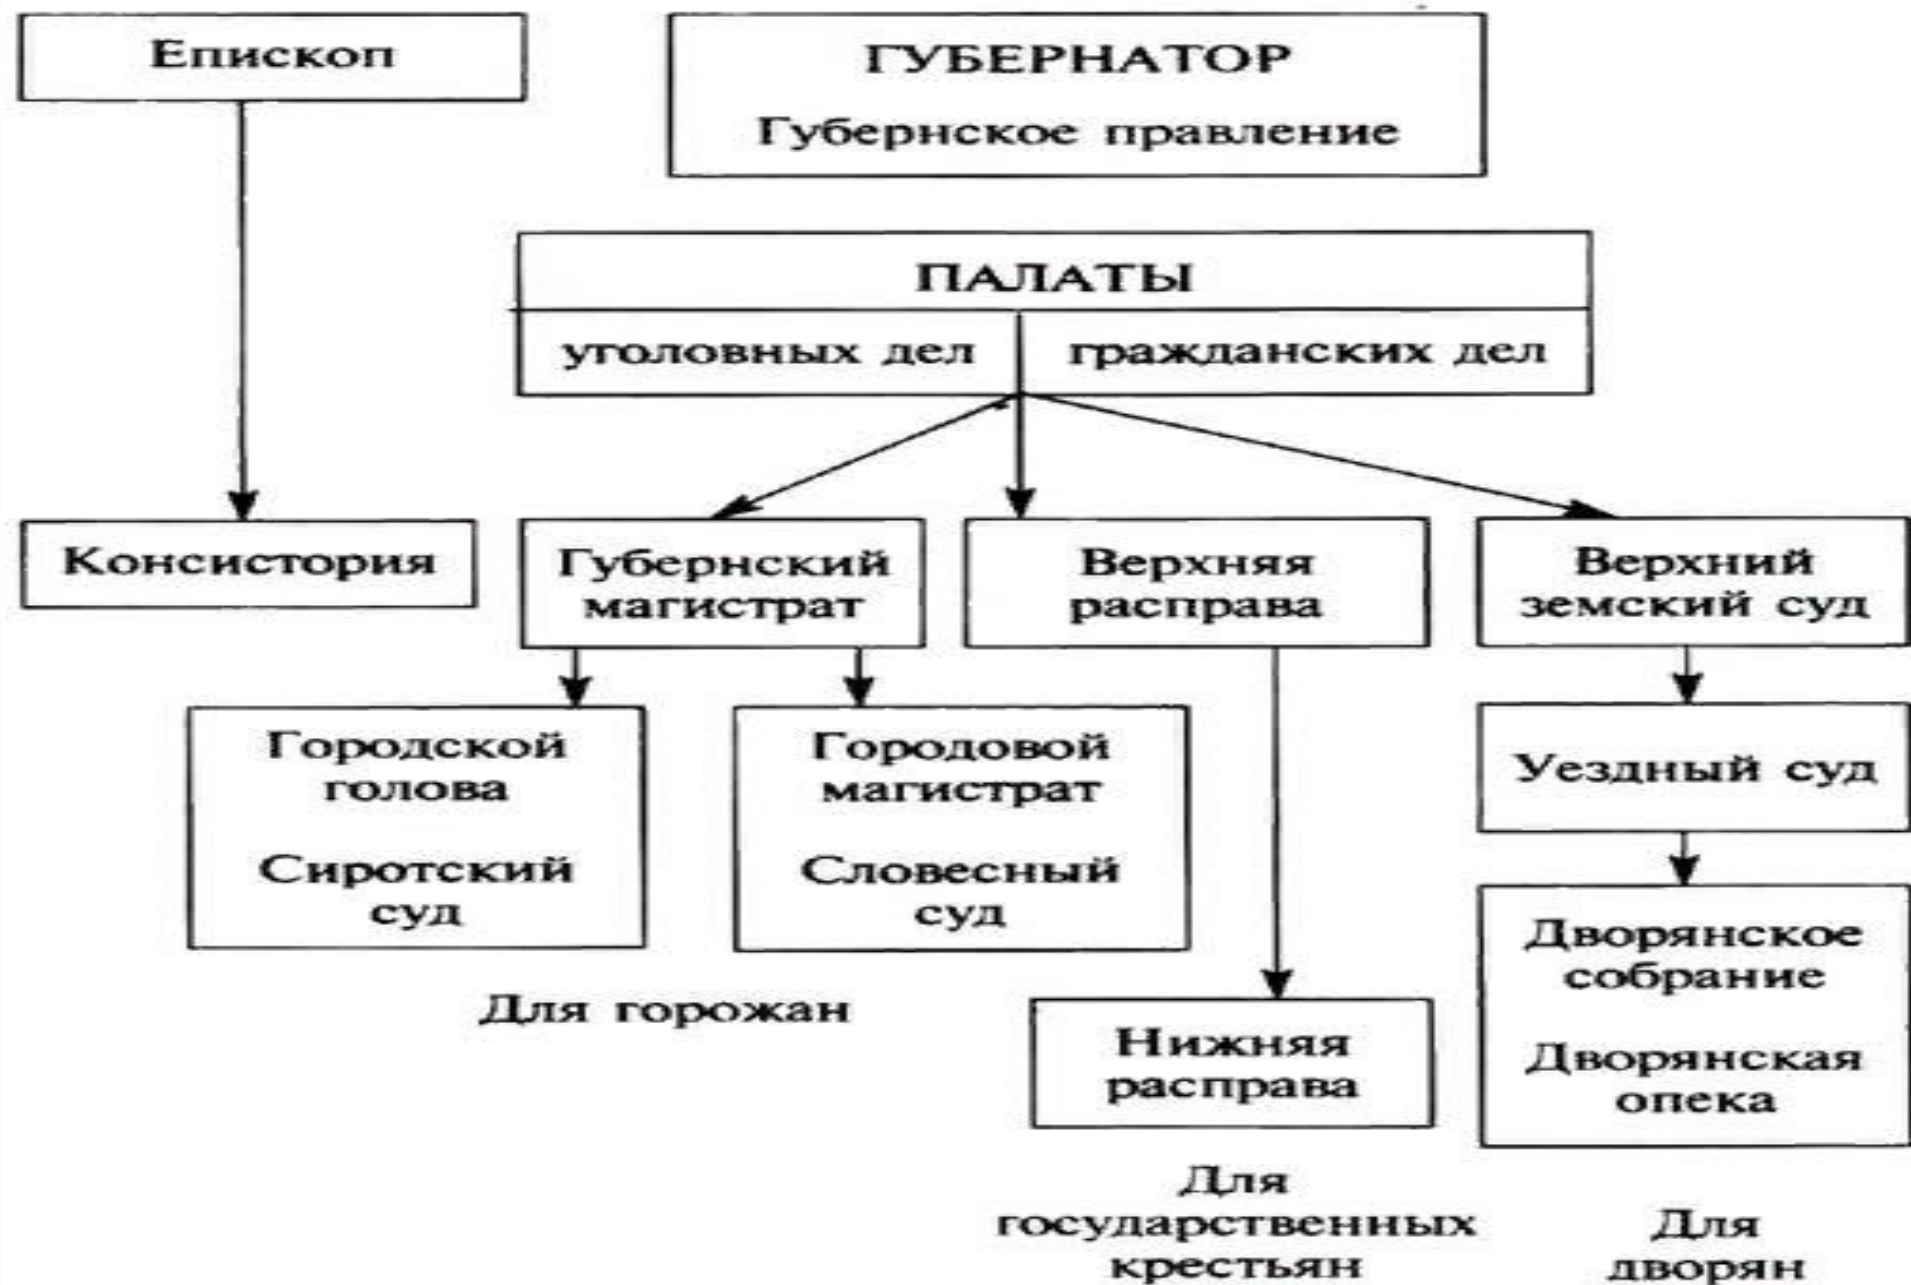 Епископ
ГУБЕРНАТОР
Губернское правление
ПАЛАТЫ
уголовных дел
гражданских дел
Консистория
Губернский
магистрат
Верхняя
расправа
Верхний
земский суд
Городской
голова
Сиротский
суд
Городовой
магистрат
Словесный
суд
Для горожан
Нижняя
расправа
Для
государственных
крестьян
Уездный суд
Дворянское
собрание
Дворянская
опека
Для
дворян